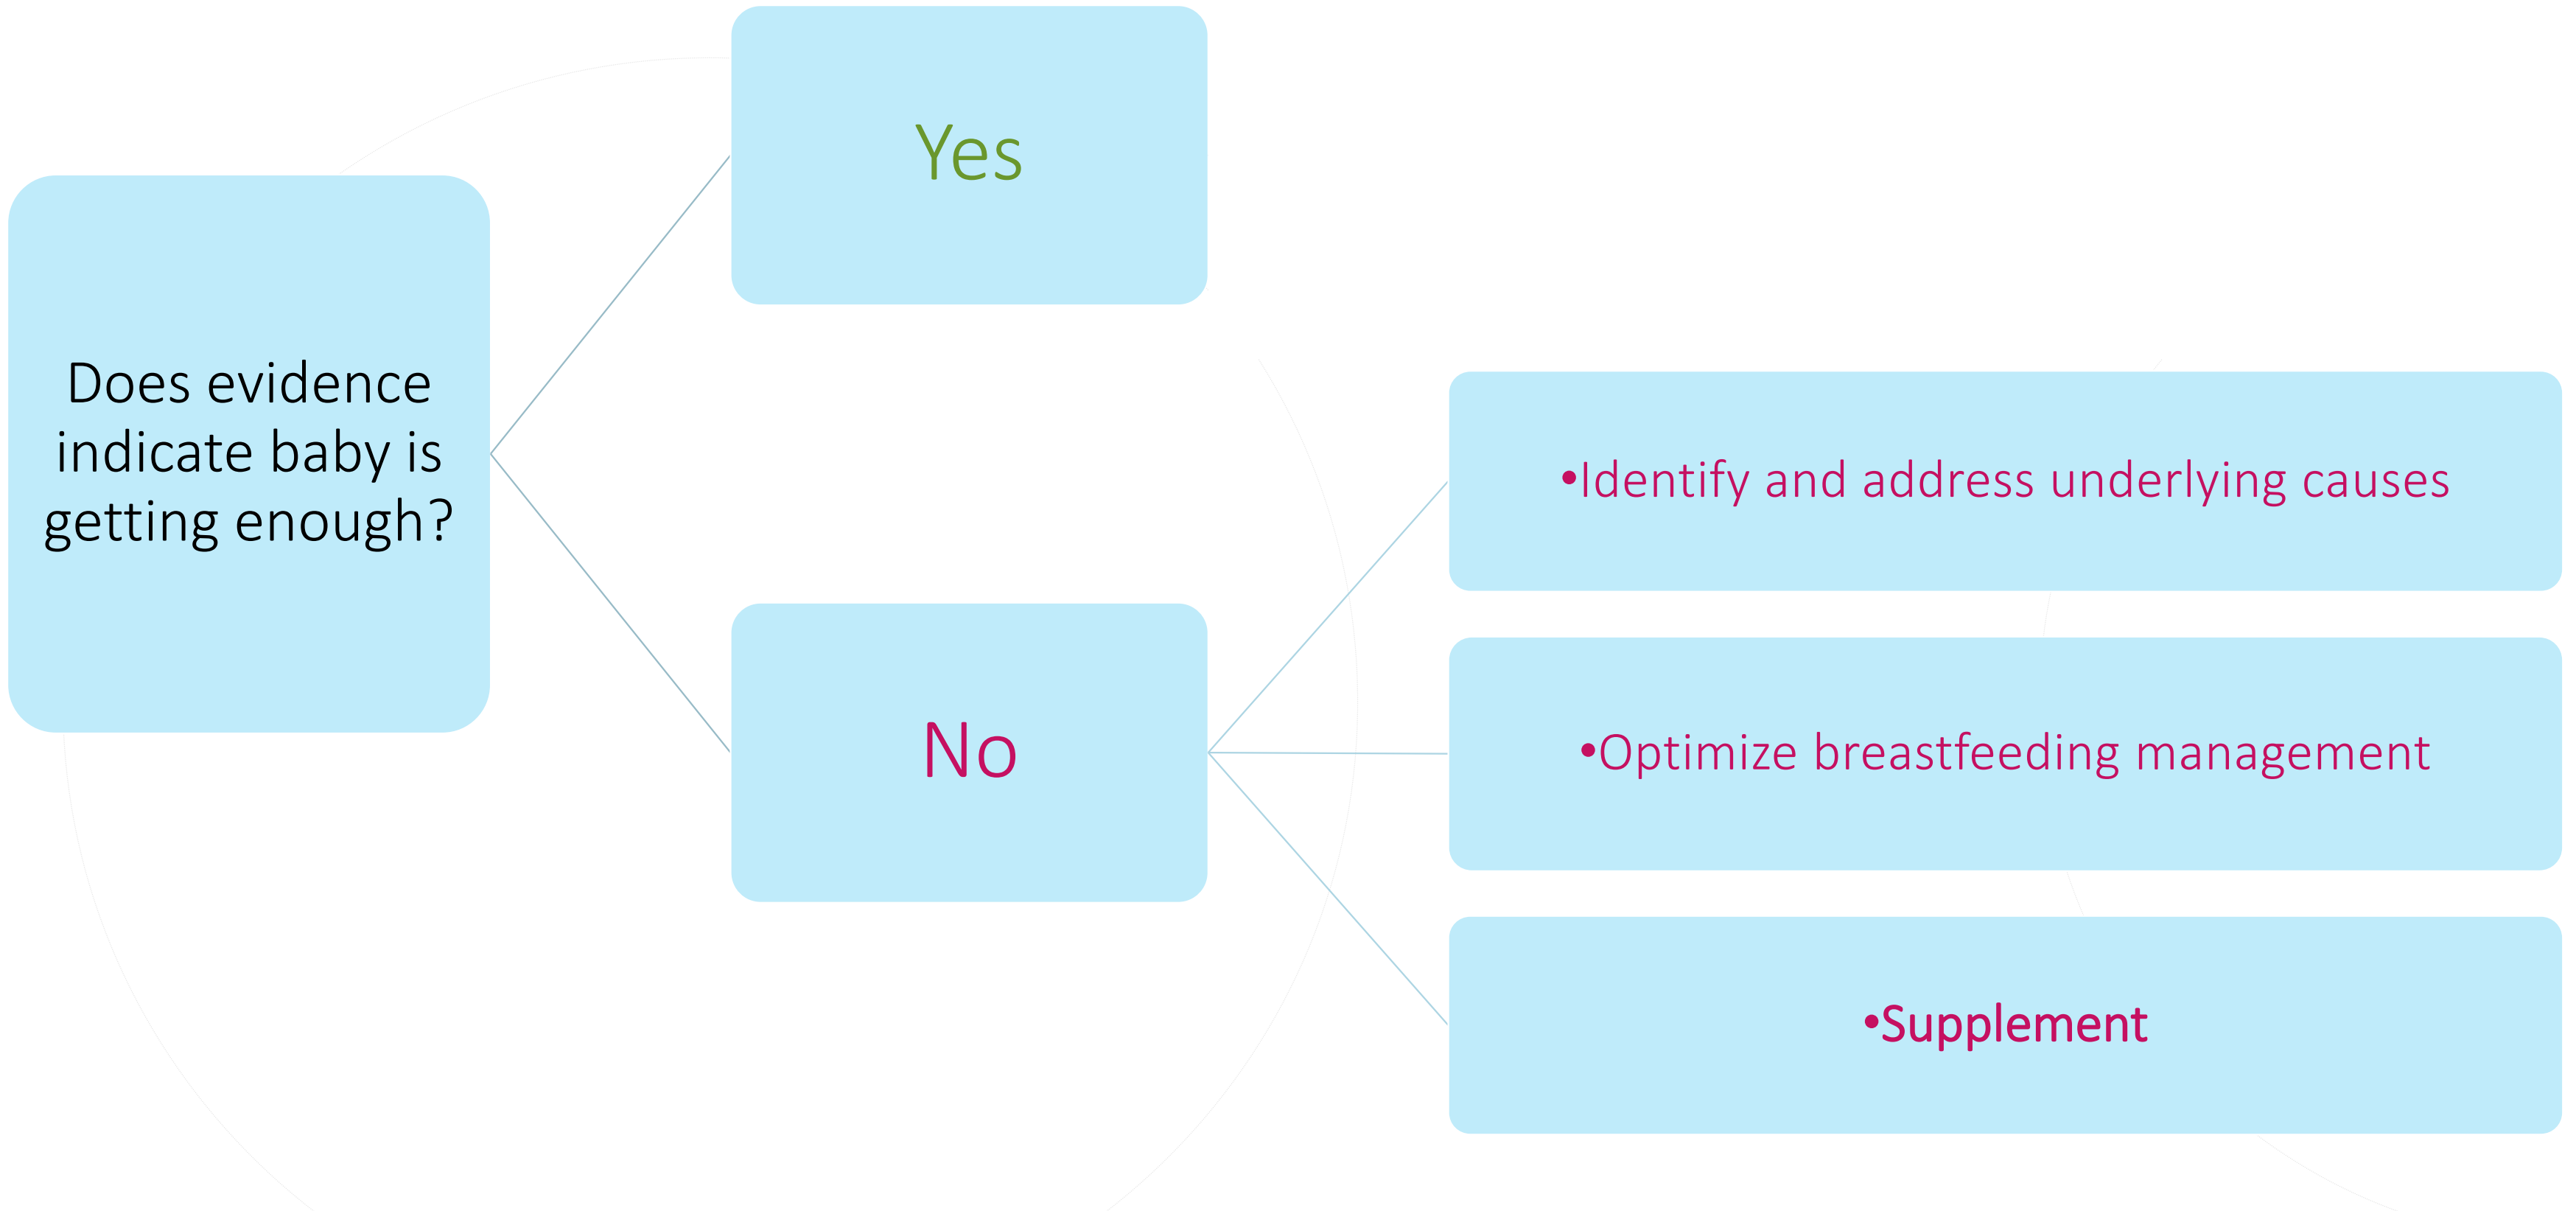 Does evidence
indicate baby is
getting enough?
Yes
No
•Identify and address underlying causes
•Optimize breastfeeding management
•Supplement